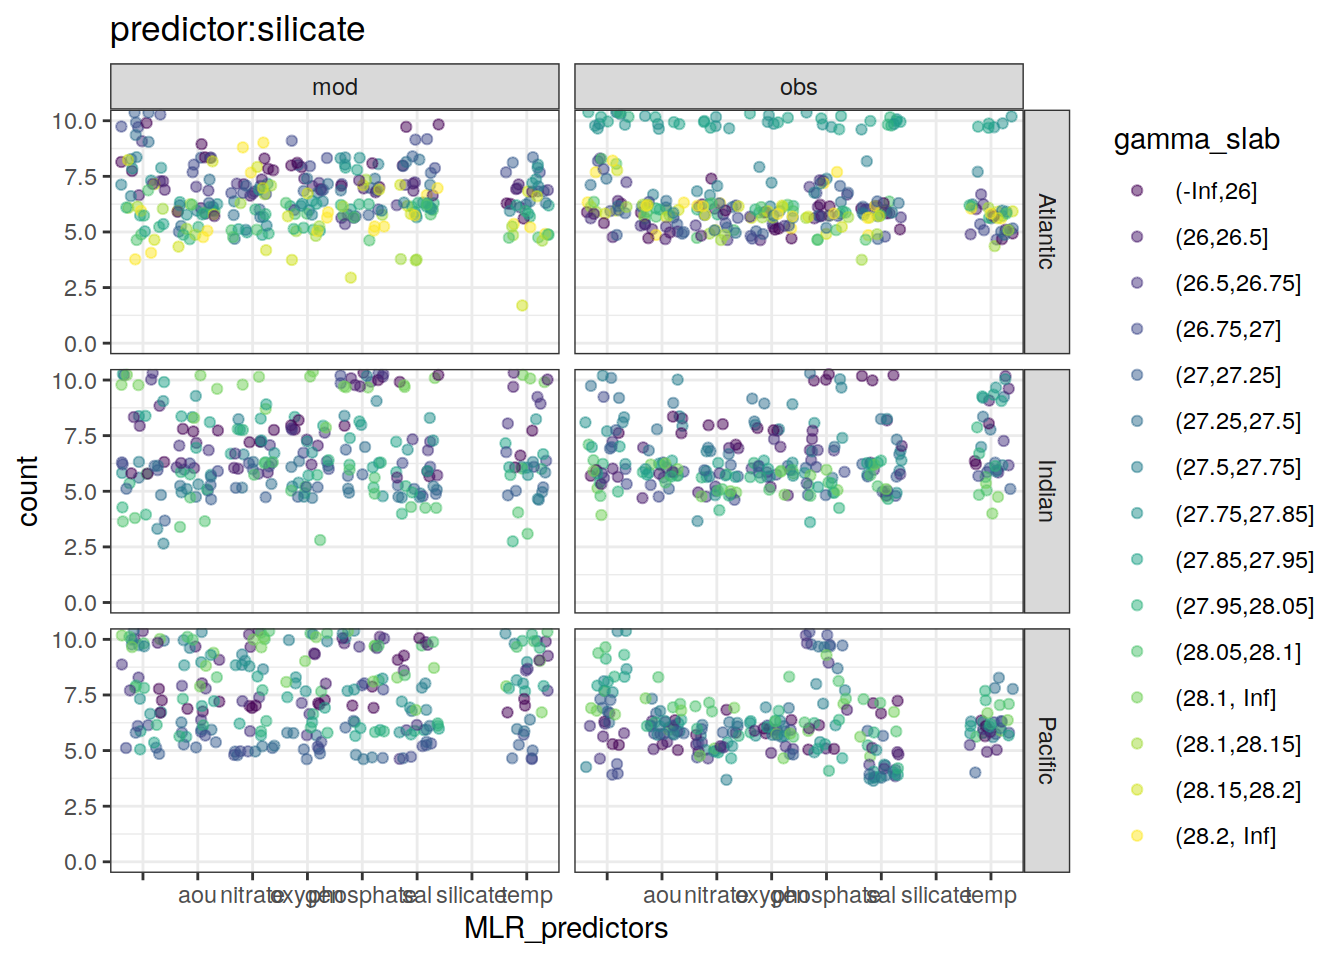 predictor:silicate
mod
obs
10.0
7.5
5.0
2.5
0.0
Atlantic
10.0
7.5
5.0
2.5
0.0
Indian
10.0
7.5
5.0
2.5
0.0
Pacific
count
aou nitrate oxygen phosphate sal silicate temp
aou nitrate oxygen phosphate sal silicate temp
MLR_predictors
gamma_slab
(-Inf,26]
(26,26.5]
(26.5,26.75]
(26.75,27]
(27,27.25]
(27.25,27.5]
(27.5,27.75]
(27.75,27.85]
(27.85,27.95]
(27.95,28.05]
(28.05,28.1]
(28.1, Inf]
(28.1,28.15]
(28.15,28.2]
(28.2, Inf]